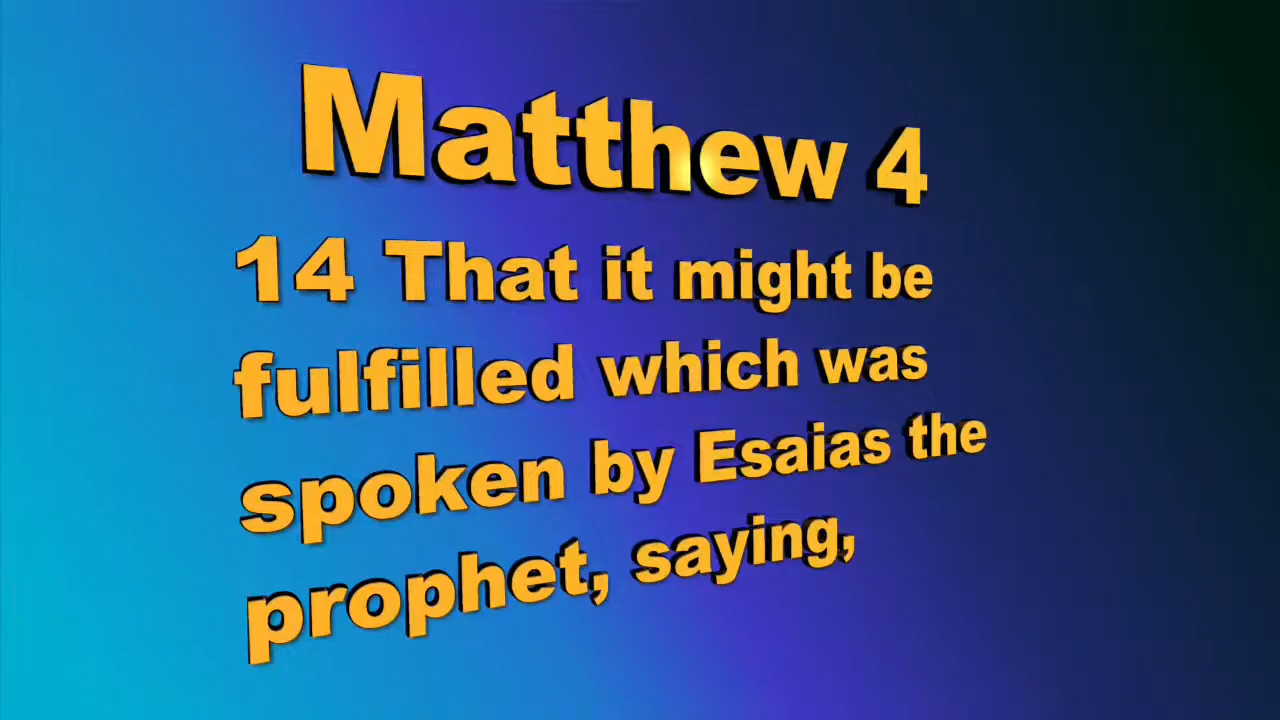 Matthew 4
14 That it might be
fulfilled which was
spoken by Esaias the
prophet, saying,